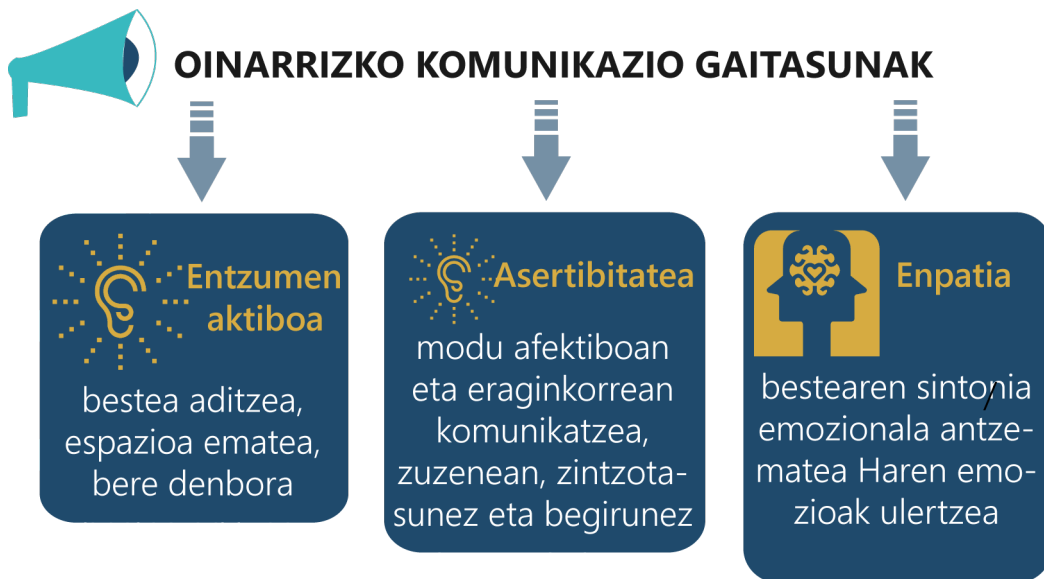 OINARRIZKO KOMUNIKAZIO GAITASUNAK
Entzumen
aktiboa
bestea aditzea,
espazioa ematea,
bere denbora
Asertibitatea
modu afektiboan
eta eraginkorrean
komunikatzea,
zuzenean, zintzota-
sunez eta begirunez
Enpatia
bestearen sintonia
emozionala antze-
matea Haren emo-
zioak ulertzea